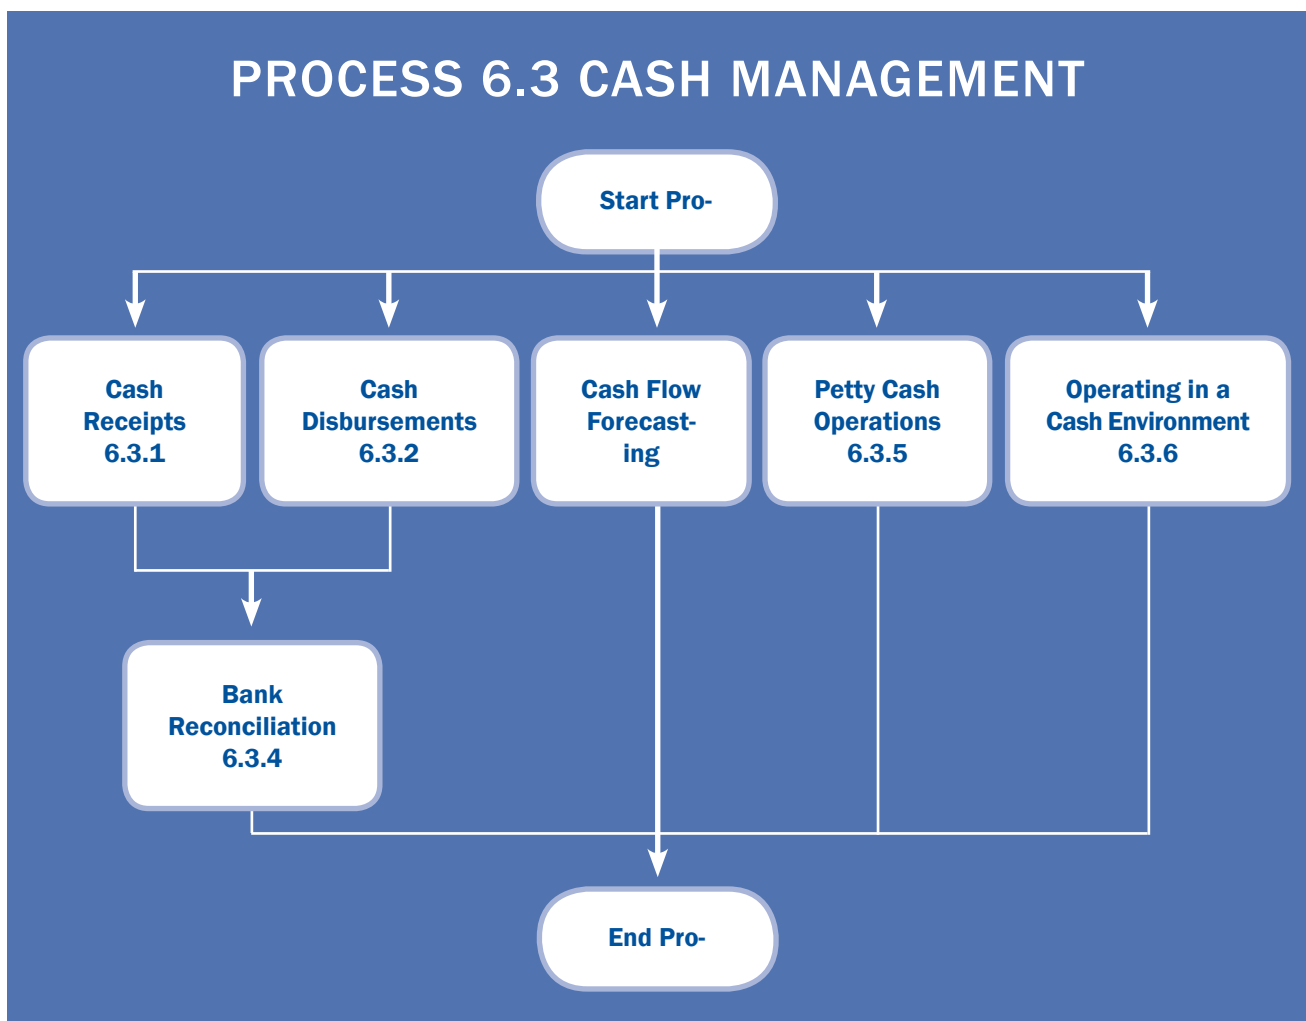 PROCESS 6.3 CASH MANAGEMENT
Start Pro-
Cash
Receipts
6.3.1
Cash
Disbursements
6.3.2
Cash Flow
Forecast-
ing
Petty Cash
Operations
6.3.5
Operating in a
Cash Environment
6.3.6
Bank
Reconciliation
6.3.4
End Pro-